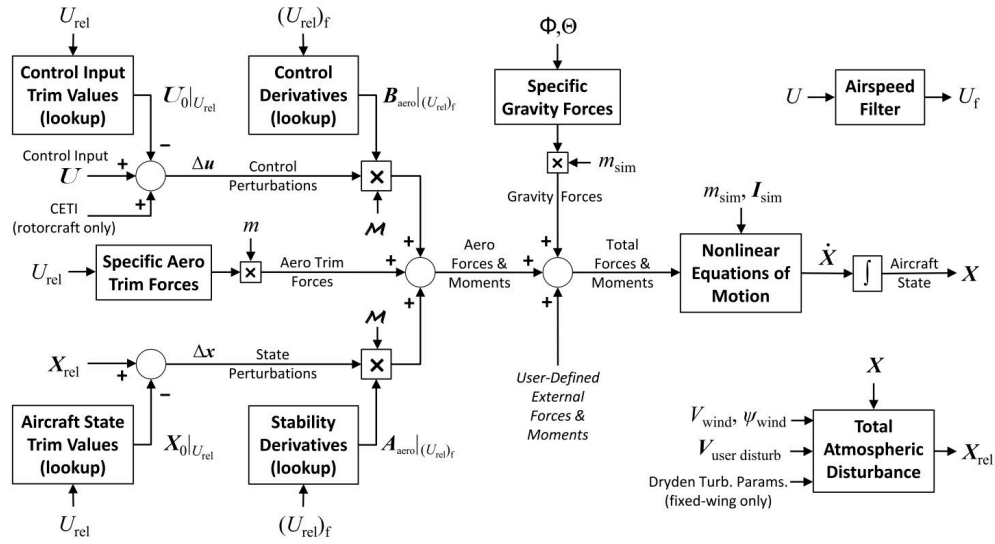 U_rel
Control Input
Trim Values
(lookup)
U_0|U_rel
(U_rel)_f
Control
Derivatives
(lookup)
B_aero|(U_rel)_f
Φ,Θ
Specific
Gravity Forces
×
m_sim
Gravity Forces
U
Airspeed
Filter
U_f
Control Input
U
+
−
+
CETI
(rotorcraft only)
Δu
Control
Perturbations
×
M
U_rel
Specific Aero
Trim Forces
m
×
Aero Trim
Forces
+
+
+
Aero
Forces &
Moments
+
+
+
Total
Forces &
Moments
m_sim, I_sim
Nonlinear
Equations of
Motion
Ẋ
∫
Aircraft
State
X
X_rel
+
−
Δx
State
Perturbations
M
×
Aircraft State
Trim Values
(lookup)
X_0|U_rel
U_rel
Stability
Derivatives
(lookup)
A_aero|(U_rel)_f
(U_rel)_f
User-Defined
External
Forces &
Moments
X
V_wind, ψ_wind
V_user disturb
Dryden Turb. Params.
(fixed-wing only)
Total
Atmospheric
Disturbance
X_rel